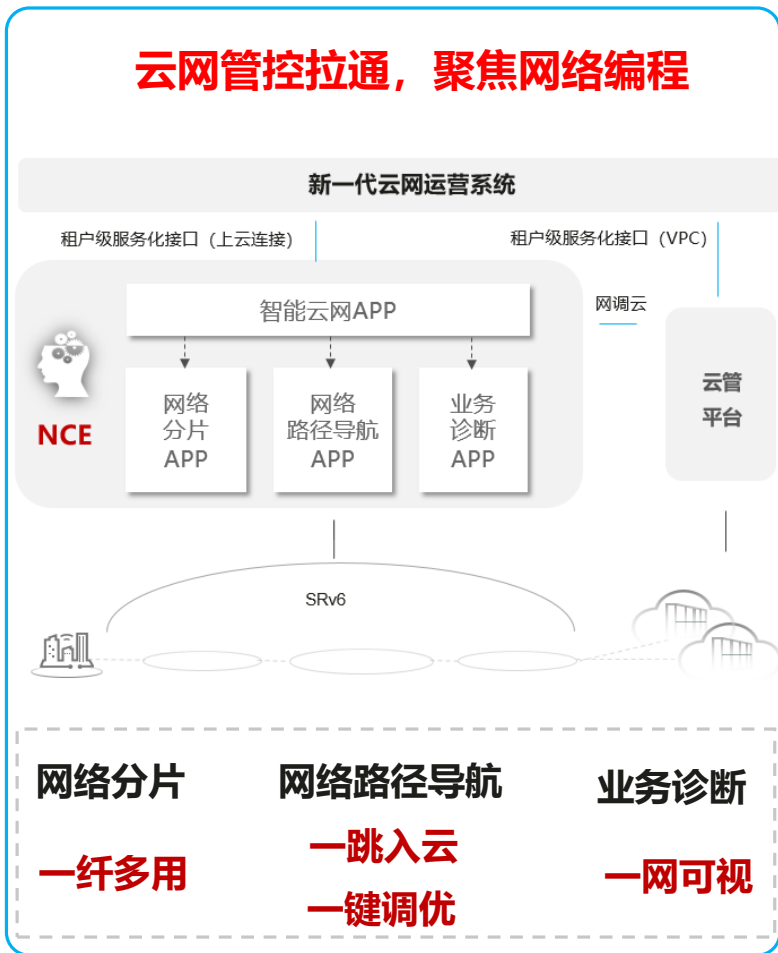 云网管控拉通，聚焦网络编程
新一代云网运营系统
租户级服务化接口（上云连接）
租户级服务化接口（VPC）
智能云网APP
网调云
NCE
网络
分片
APP
网络
路径导航
APP
业务
诊断
APP
云管
平台
SRv6
网络分片
网络路径导航
业务诊断
一纤多用
一跳入云
一键调优
一网可视